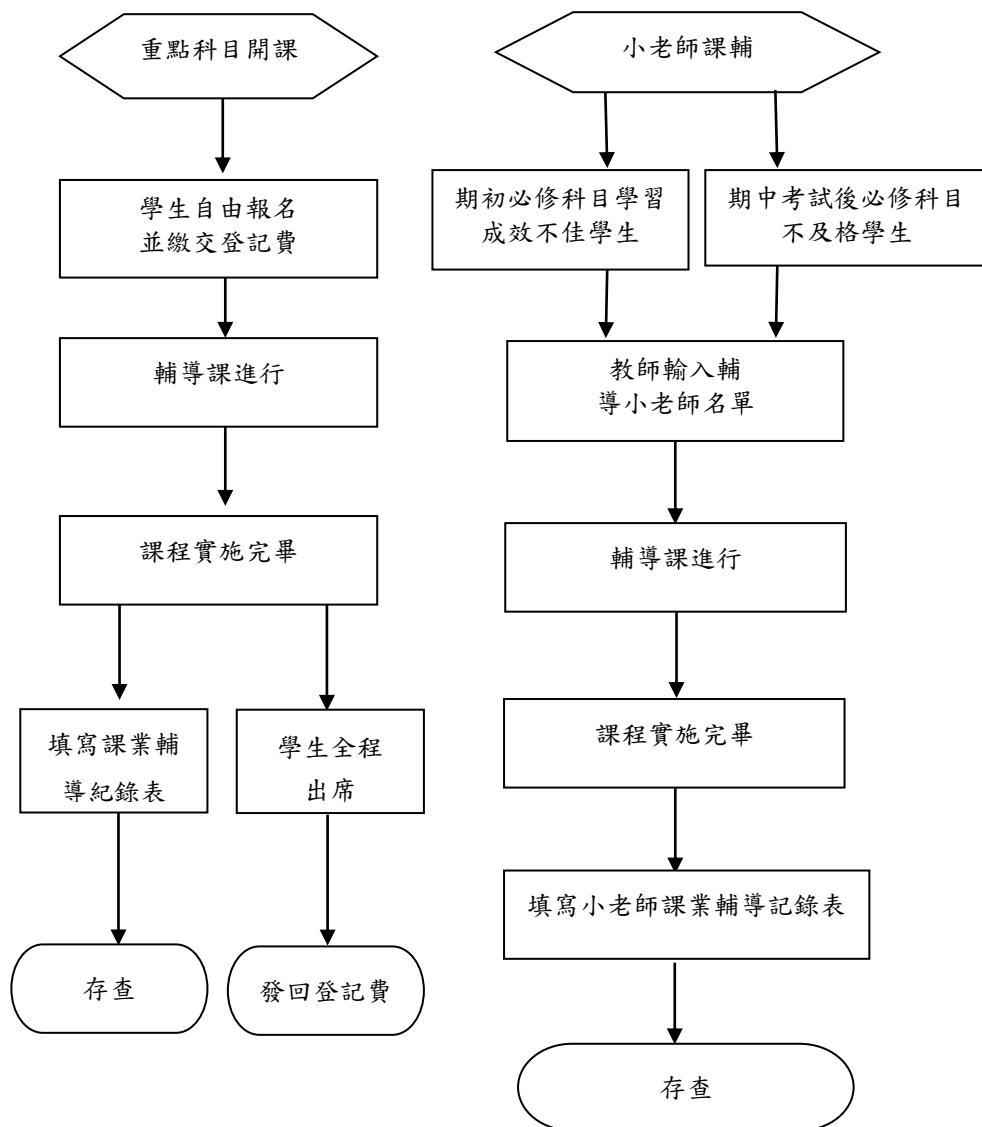 重點科目開課
學生自由報名
並繳交登記費
輔導課進行
課程實施完畢
填寫課業輔
導紀錄表
存查
學生全程
出席
發回登記費
小老師課輔
期初必修科目學習
成效不佳學生
期中考試後必修科目
不及格學生
教師輸入輔
導小老師名單
輔導課進行
課程實施完畢
填寫小老師課業輔導記錄表
存查